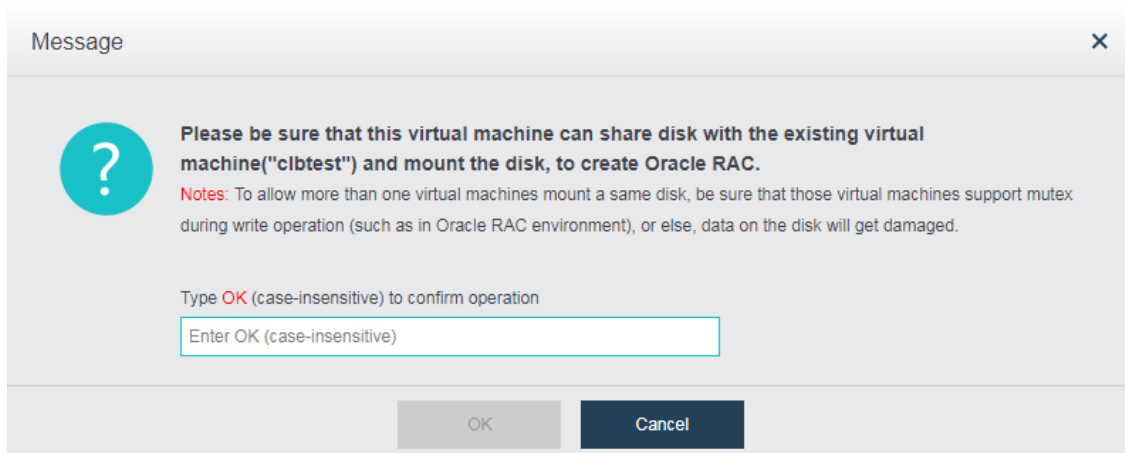 Message
Please be sure that this virtual machine can share disk with the existing virtual
machine("clbtest") and mount the disk, to create Oracle RAC.
Notes: To allow more than one virtual machines mount a same disk, be sure that those virtual machines support mutex
during write operation (such as in Oracle RAC environment), or else, data on the disk will get damaged.
Type OK (case-insensitive) to confirm operation
Enter OK (case-insensitive)
OK Cancel